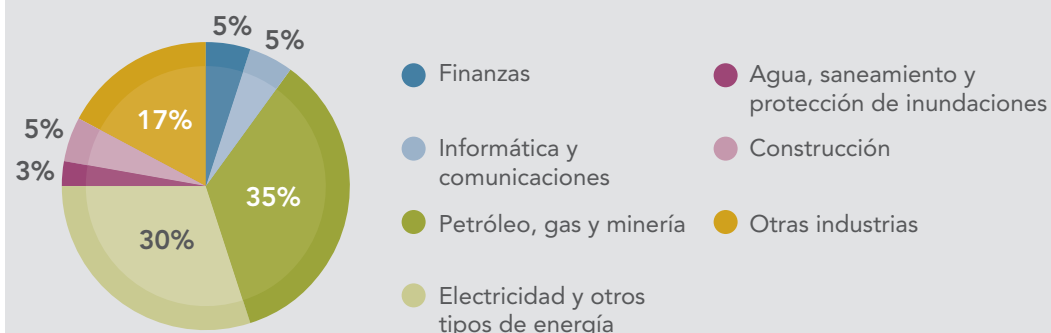 5%
5%
35%
30%
3%
5%
17%
Finanzas
Informática y
comunicaciones
Petróleo, gas y minería
Electricidad y otros
tipos de energía
Agua, saneamiento y
protección de inundaciones
Construcción
Otras industrias